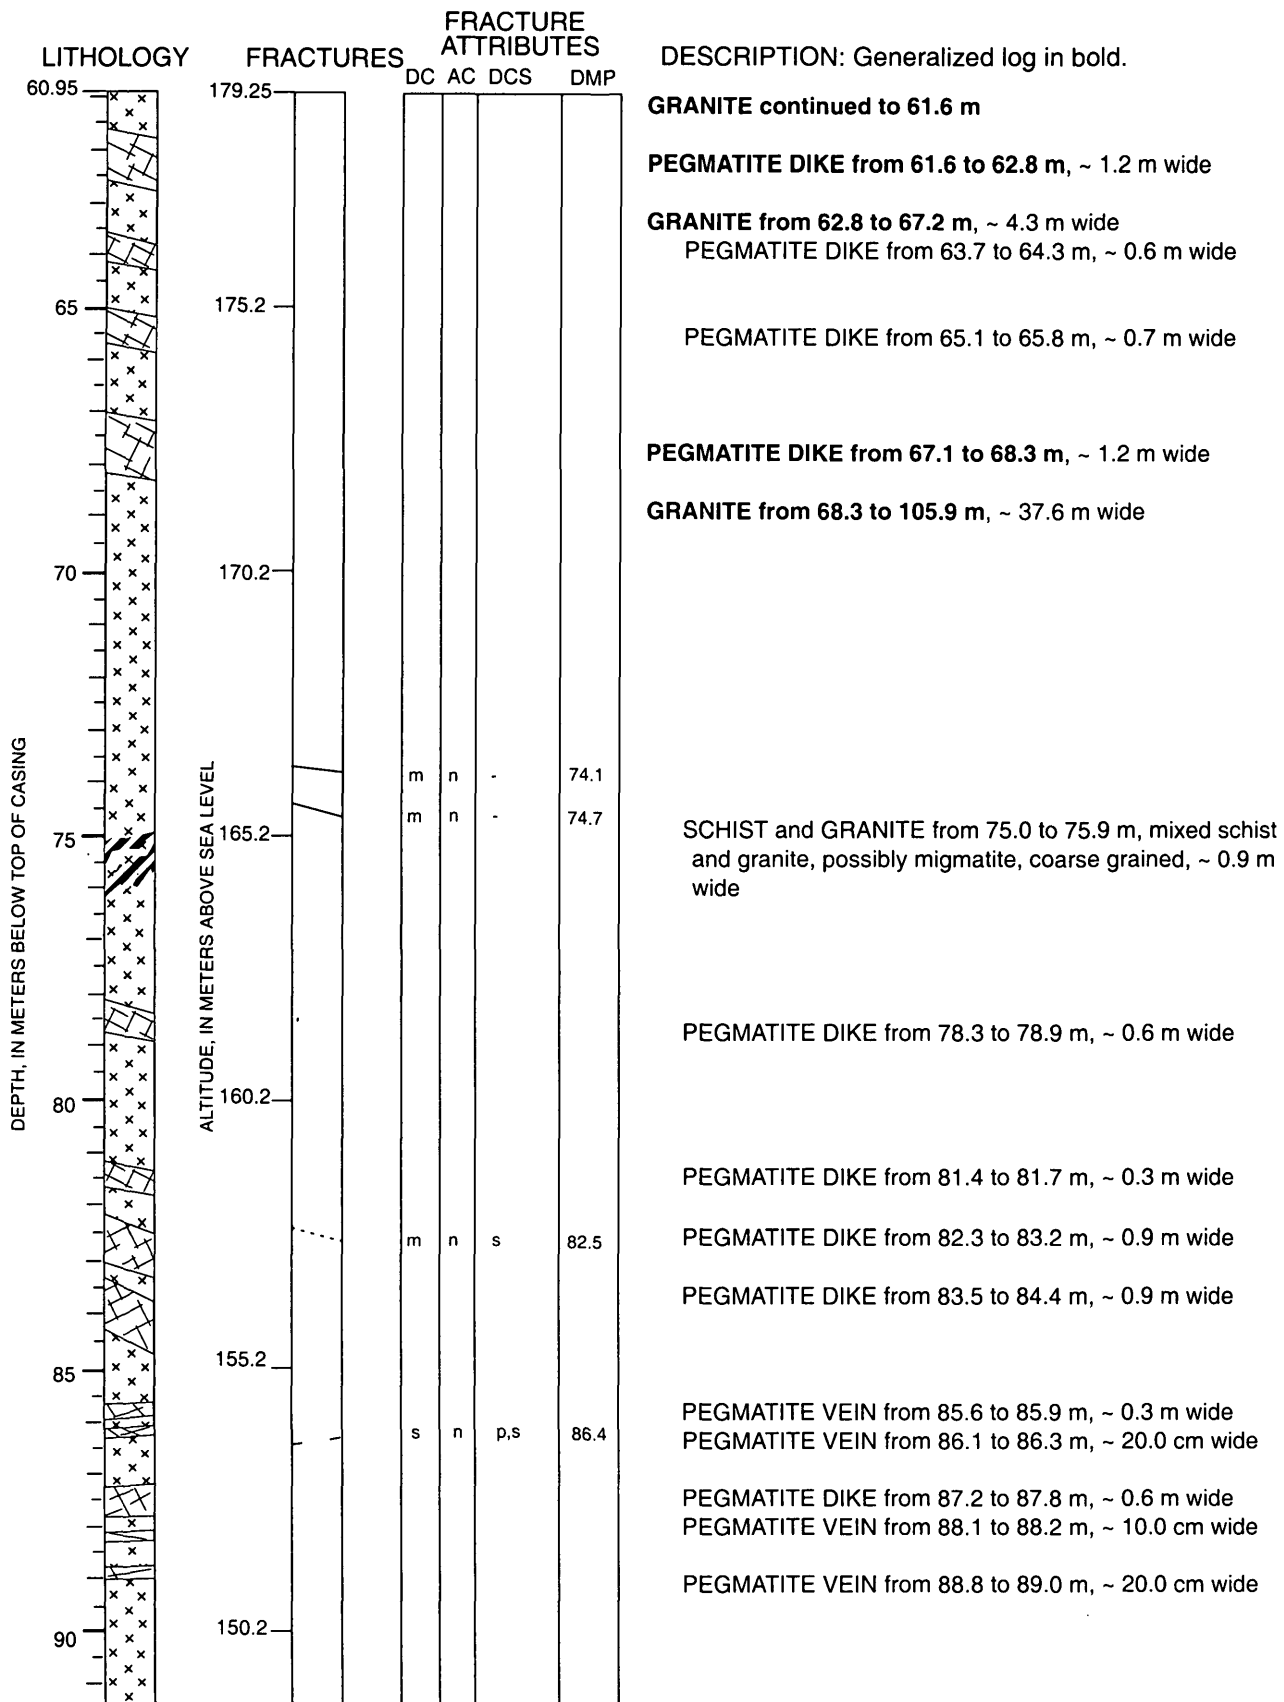 LITHOLOGY
FRACTURES
FRACTURE
ATTRIBUTES
DC AC DCS DMP
DESCRIPTION: Generalized log in bold.
60.95
179.25
GRANITE continued to 61.6 m
PEGMATITE DIKE from 61.6 to 62.8 m, ~ 1.2 m wide
GRANITE from 62.8 to 67.2 m, ~ 4.3 m wide
PEGMATITE DIKE from 63.7 to 64.3 m, ~ 0.6 m wide
65
175.2
PEGMATITE DIKE from 65.1 to 65.8 m, ~ 0.7 m wide
PEGMATITE DIKE from 67.1 to 68.3 m, ~ 1.2 m wide
GRANITE from 68.3 to 105.9 m, ~ 37.6 m wide
70
170.2
DEPTH, IN METERS BELOW TOP OF CASING
ALTITUDE, IN METERS ABOVE SEA LEVEL
m n - 74.1
m n - 74.7
75
165.2
SCHIST and GRANITE from 75.0 to 75.9 m, mixed schist
and granite, possibly migmatite, coarse grained, ~ 0.9 m
wide
PEGMATITE DIKE from 78.3 to 78.9 m, ~ 0.6 m wide
80
160.2
PEGMATITE DIKE from 81.4 to 81.7 m, ~ 0.3 m wide
m n s 82.5
PEGMATITE DIKE from 82.3 to 83.2 m, ~ 0.9 m wide
PEGMATITE DIKE from 83.5 to 84.4 m, ~ 0.9 m wide
85
155.2
PEGMATITE VEIN from 85.6 to 85.9 m, ~ 0.3 m wide
s n p,s 86.4
PEGMATITE VEIN from 86.1 to 86.3 m, ~ 20.0 cm wide
PEGMATITE DIKE from 87.2 to 87.8 m, ~ 0.6 m wide
PEGMATITE VEIN from 88.1 to 88.2 m, ~ 10.0 cm wide
PEGMATITE VEIN from 88.8 to 89.0 m, ~ 20.0 cm wide
90
150.2